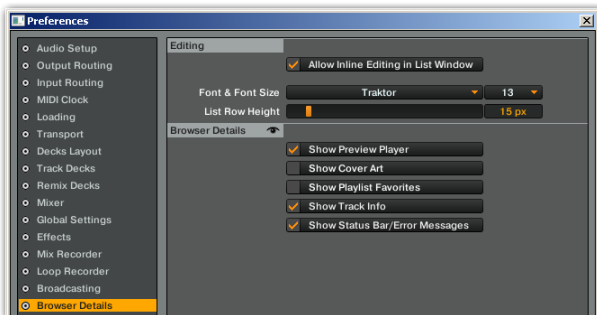 Preferences
Audio Setup
Output Routing
Input Routing
MIDI Clock
Loading
Transport
Decks Layout
Track Decks
Remix Decks
Mixer
Global Settings
Effects
Mix Recorder
Loop Recorder
Broadcasting
Browser Details
Editing
Allow Inline Editing in List Window
Font & Font Size Traktor 13
List Row Height 15 px
Browser Details
Show Preview Player
Show Cover Art
Show Playlist Favorites
Show Track Info
Show Status Bar/Error Messages